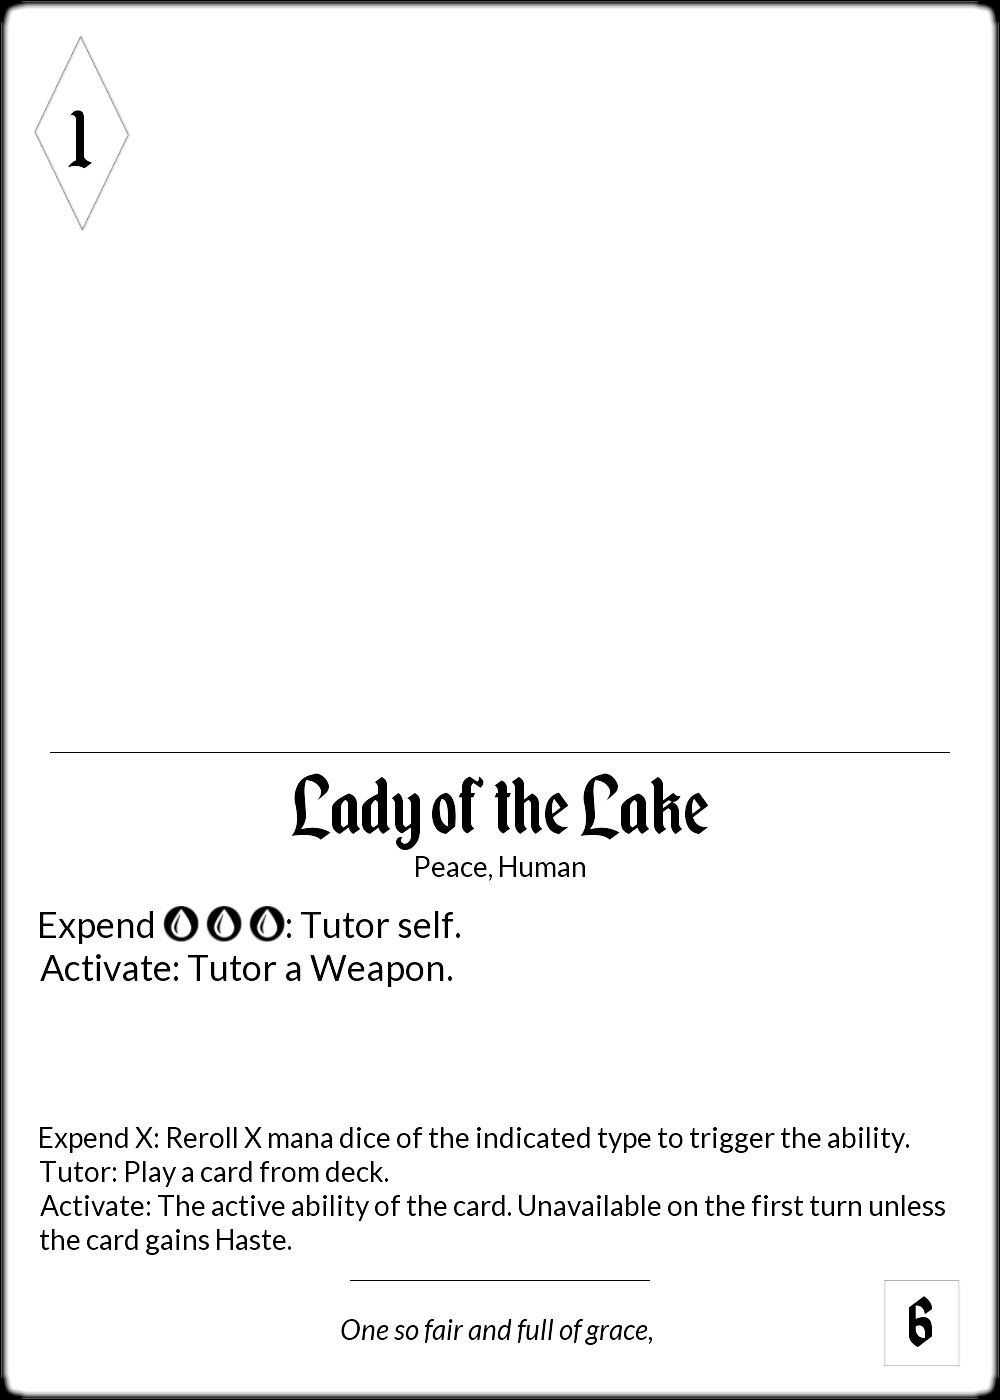 1
Lady of the Lake
Peace, Human
Expend : Tutor self.
Activate: Tutor a Weapon.
Expend X: Reroll X mana dice of the indicated type to trigger the ability.
Tutor: Play a card from deck.
Activate: The active ability of the card. Unavailable on the first turn unless
the card gains Haste.
One so fair and full of grace,
6